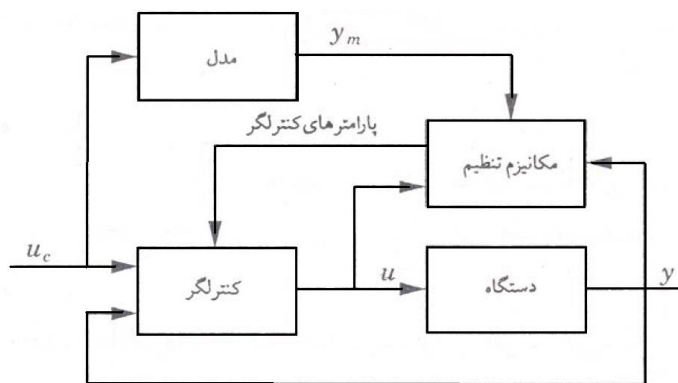 y_m
مدل
پارامترهای کنترلگر
مکانیزم تنظیم
u_c
کنترلگر
u
دستگاه
y